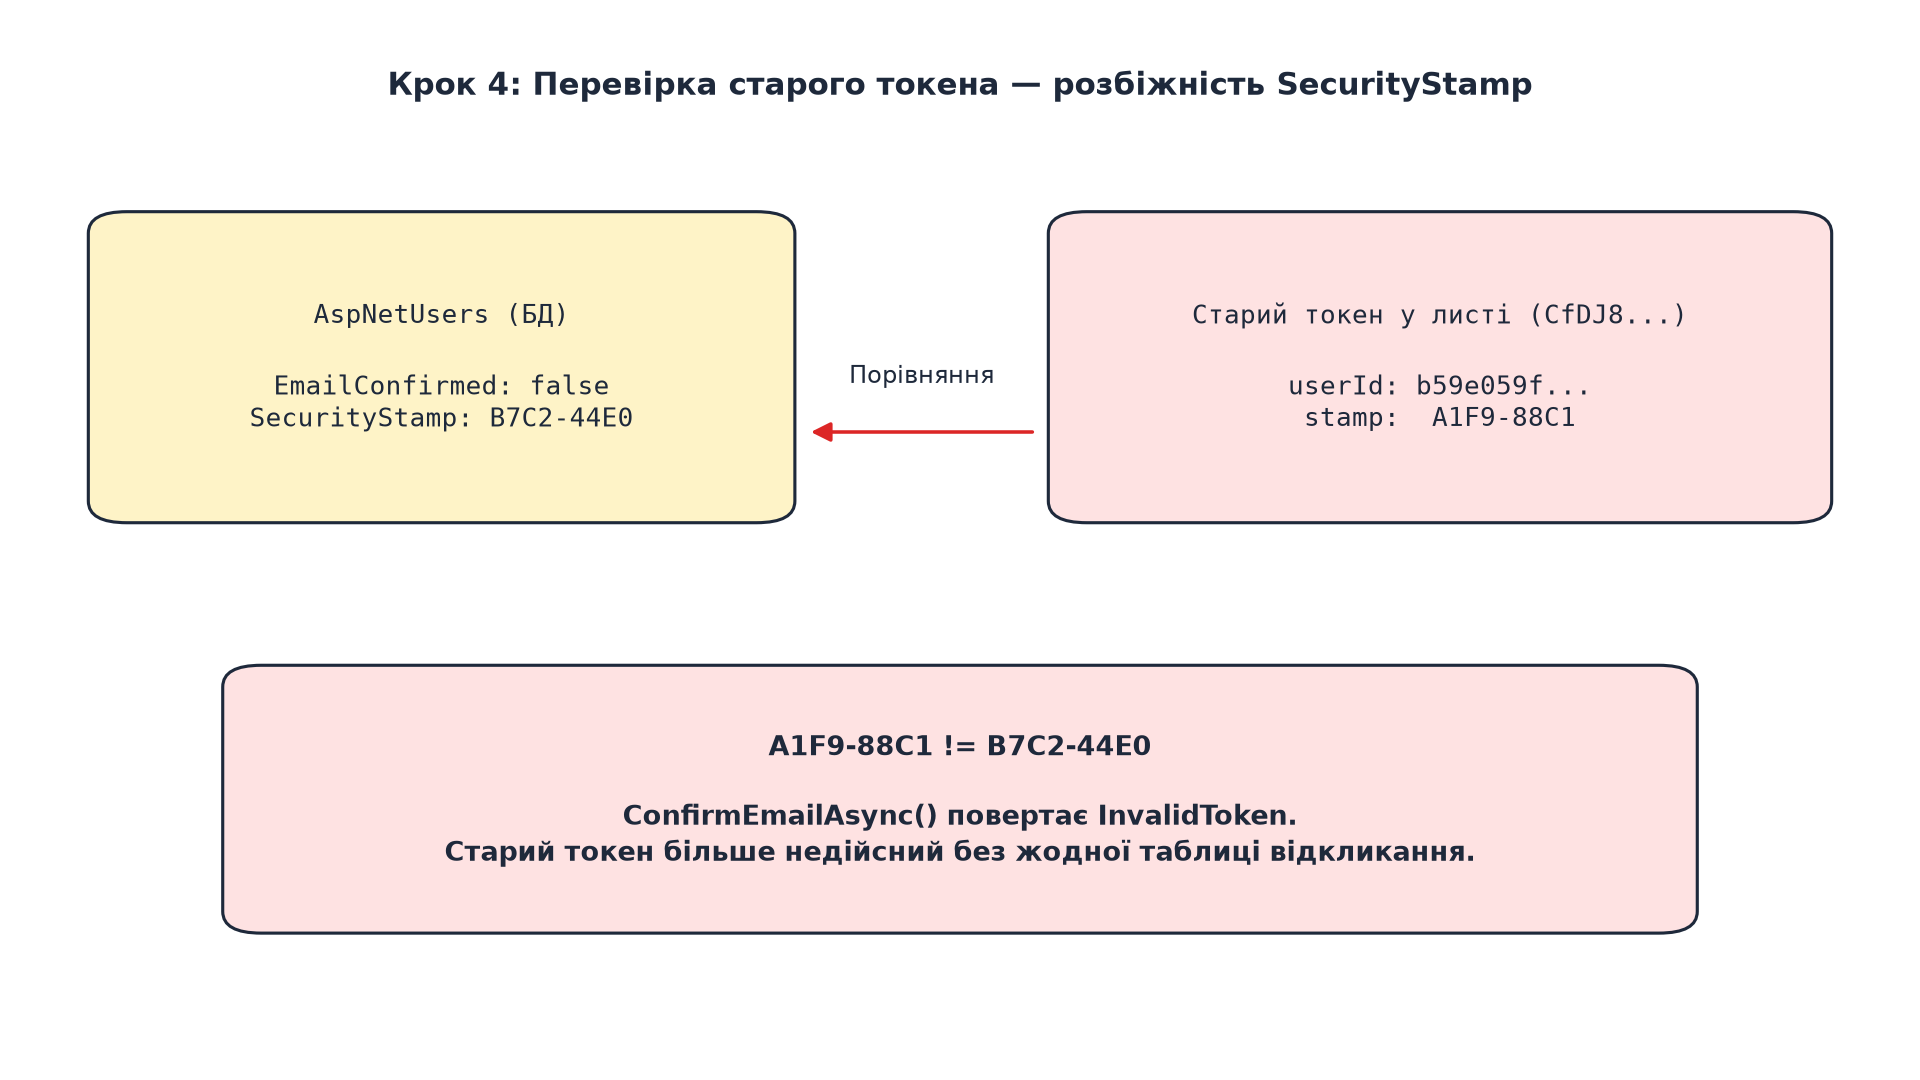 Крок 4: Перевірка старого токена — розбіжність SecurityStamp
AspNetUsers (БД)
EmailConfirmed: false
SecurityStamp: B7C2-44E0
Порівняння
Старий токен у листі (CfDJ8...)
userId: b59e059f...
stamp:  A1F9-88C1
A1F9-88C1 != B7C2-44E0
ConfirmEmailAsync() повертає InvalidToken.
Старий токен більше недійсний без жодної таблиці відкликання.